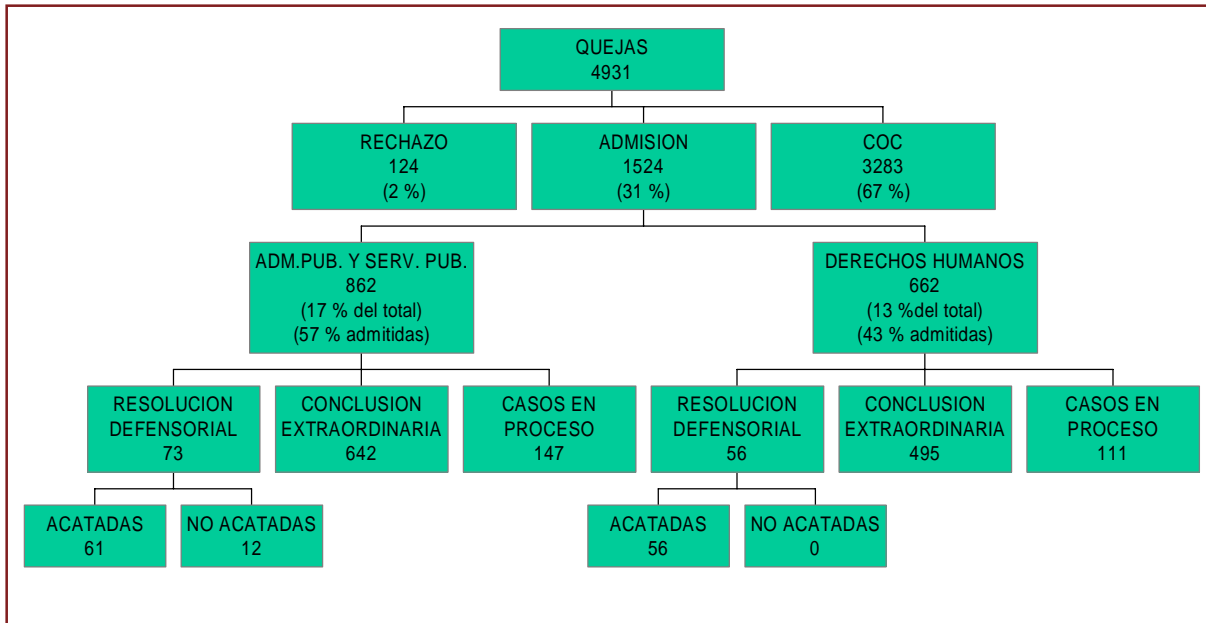 QUEJAS
4931
RECHAZO
124
(2 %)
ADMISION
1524
(31 %)
COC
3283
(67 %)
ADM.PUB. Y SERV. PUB.
862
(17 % del total)
(57 % admitidas)
DERECHOS HUMANOS
662
(13 %del total)
(43 % admitidas)
RESOLUCION
DEFENSORIAL
73
CONCLUSION
EXTRAORDINARIA
642
CASOS EN
PROCESO
147
RESOLUCION
DEFENSORIAL
56
CONCLUSION
EXTRAORDINARIA
495
CASOS EN
PROCESO
111
ACATADAS
61
NO ACATADAS
12
ACATADAS
56
NO ACATADAS
0